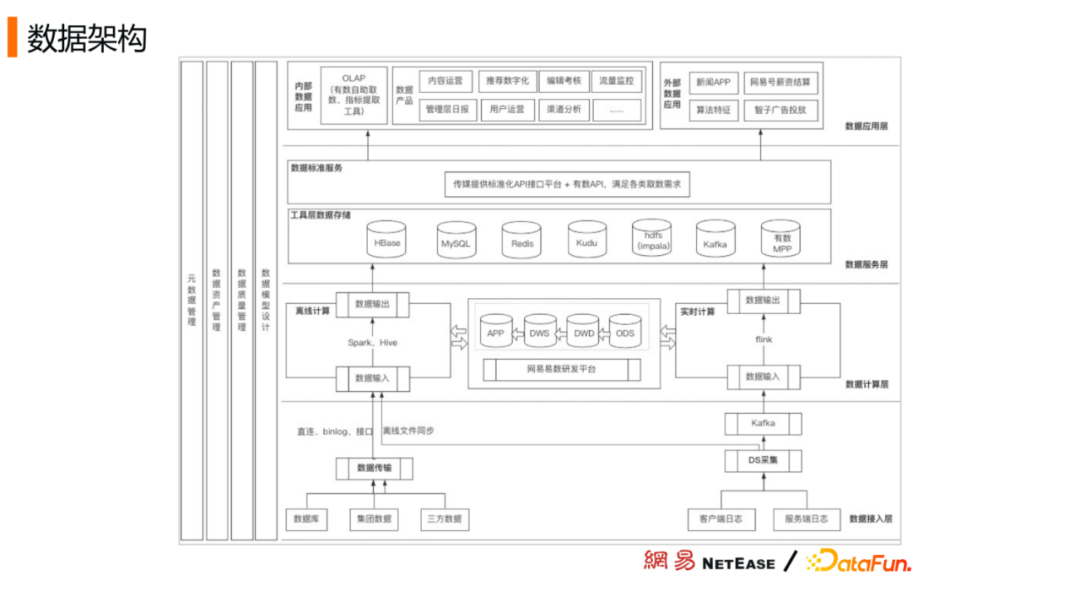 数据架构
元数据管理
数据资产管理
数据质量管理
数据模型设计
内部数据应用
OLAP
(有数自助取
数、指标提取
工具)
数据产品
内容运营
推荐数字化
编辑考核
流量监控
管理层日报
用户运营
渠道分析
......
外部数据应用
新闻APP
网易号薪资结算
算法特征
智子广告投放
数据应用层
数据标准服务
传媒提供标准化API接口平台 + 有数API，满足各类取数需求
工具层数据存储
HBase
MySQL
Redis
Kudu
hdfs
(impala)
Kafka
有数
MPP
数据服务层
离线计算
数据输出
Spark、Hive
数据输入
APP
DWS
DWD
ODS
网易易数研发平台
实时计算
数据输出
flink
数据输入
数据计算层
直连、binlog、接口
离线文件同步
Kafka
数据传输
DS采集
数据库
集团数据
三方数据
客户端日志
服务端日志
数据接入层
網易 NETEASE / DataFun.